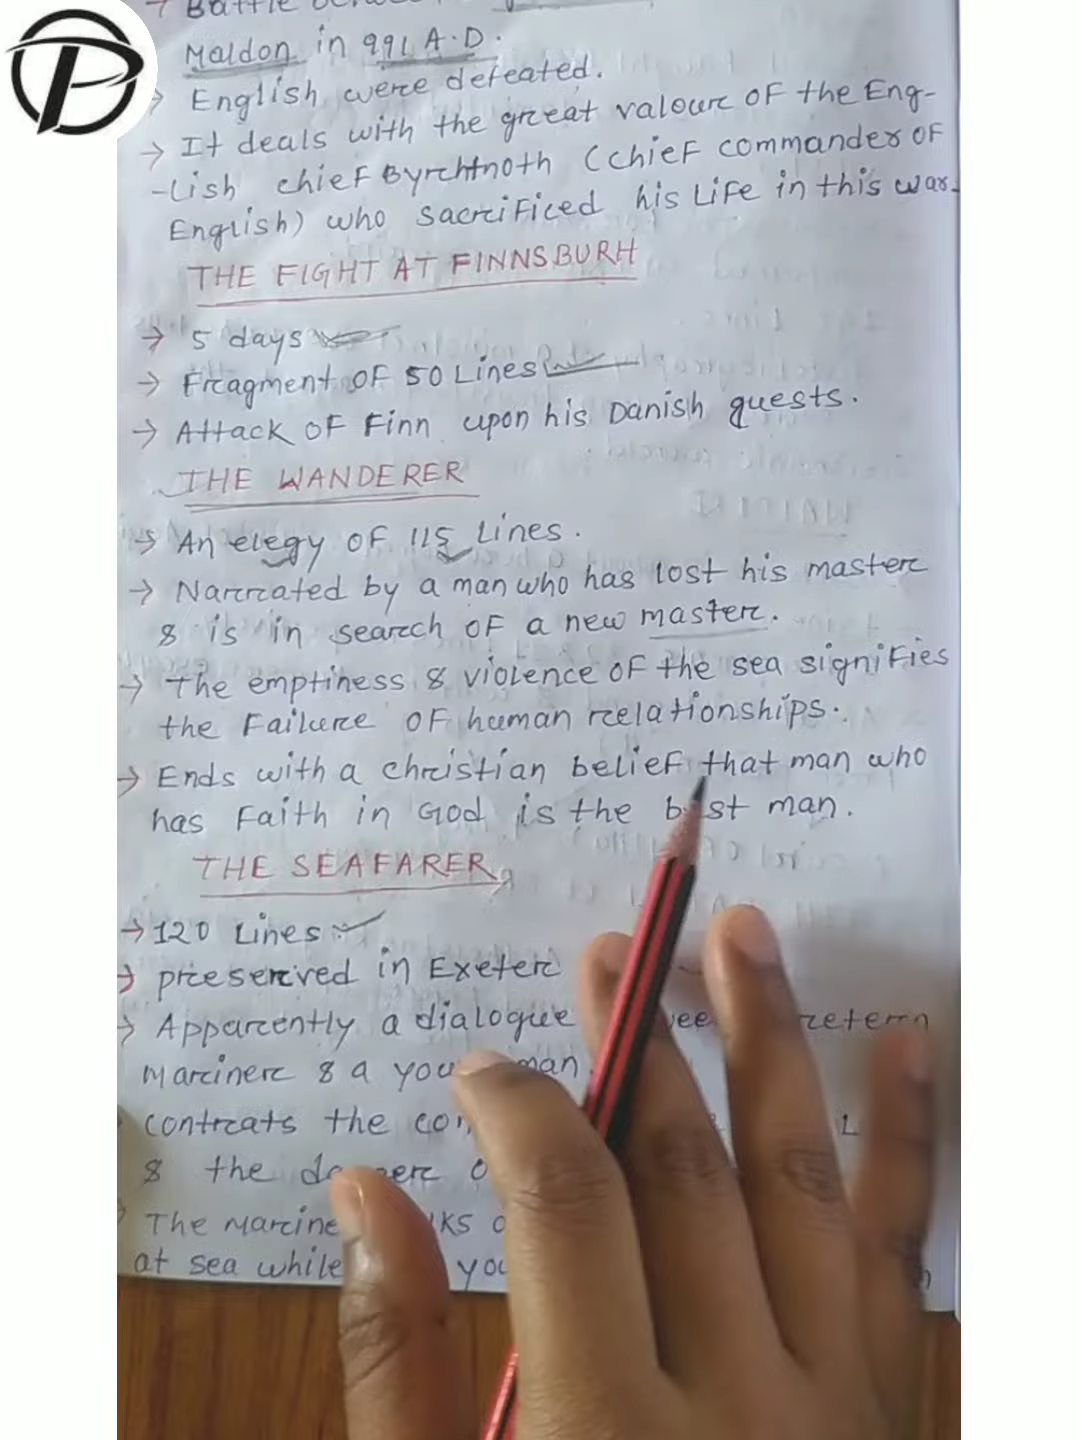 Battle
Maldon in 991 A.D.
→ English were defeated.
→ It deals with the great valour of the Eng-
-lish chief Byrchtnoth (chief commander of
English) who sacrificed his life in this war.
THE FIGHT AT FINNSBURH
→ 5 days
→ Fragment of 50 Lines
→ Attack of Finn upon his Danish guests.
THE WANDERER
→ An elegy of 115 Lines.
→ Narrated by a man who has lost his master
& is in search of a new master.
→ The emptiness & violence of the sea signifies
the Failure of human relationships.
→ Ends with a christian belief that man who
has Faith in God is the best man.
THE SEAFARER
→ 120 Lines
→ preserved in Exeter
→ Apparently a dialogue
Mariner & a man
contrats the
& the
The
at sea while